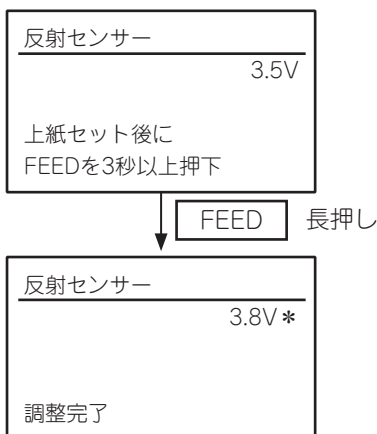 反射センサー
3.5V
上紙セット後に
FEEDを3秒以上押下
FEED 長押し
反射センサー
3.8V＊
調整完了